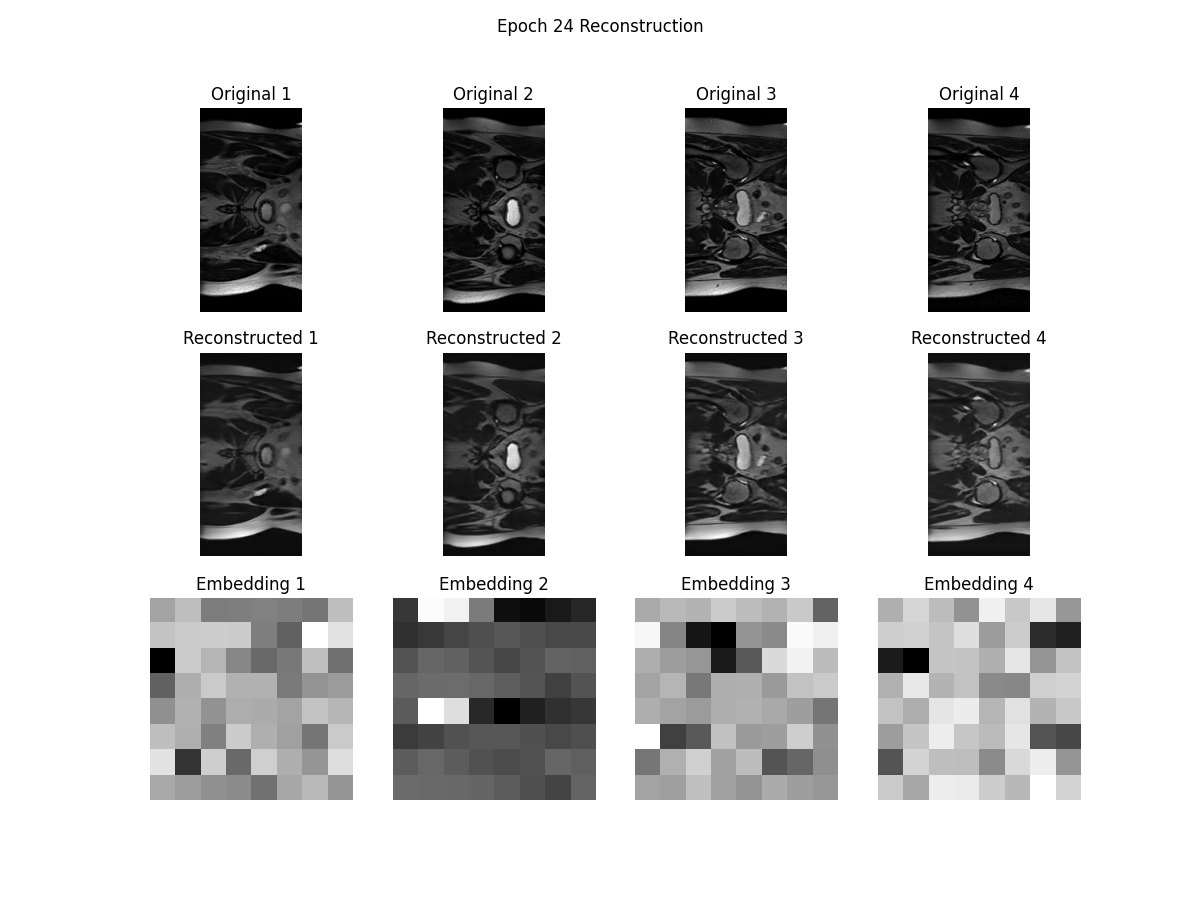 Epoch 24 Reconstruction
Original 1
Original 2
Original 3
Original 4
Reconstructed 1
Reconstructed 2
Reconstructed 3
Reconstructed 4
Embedding 1
Embedding 2
Embedding 3
Embedding 4